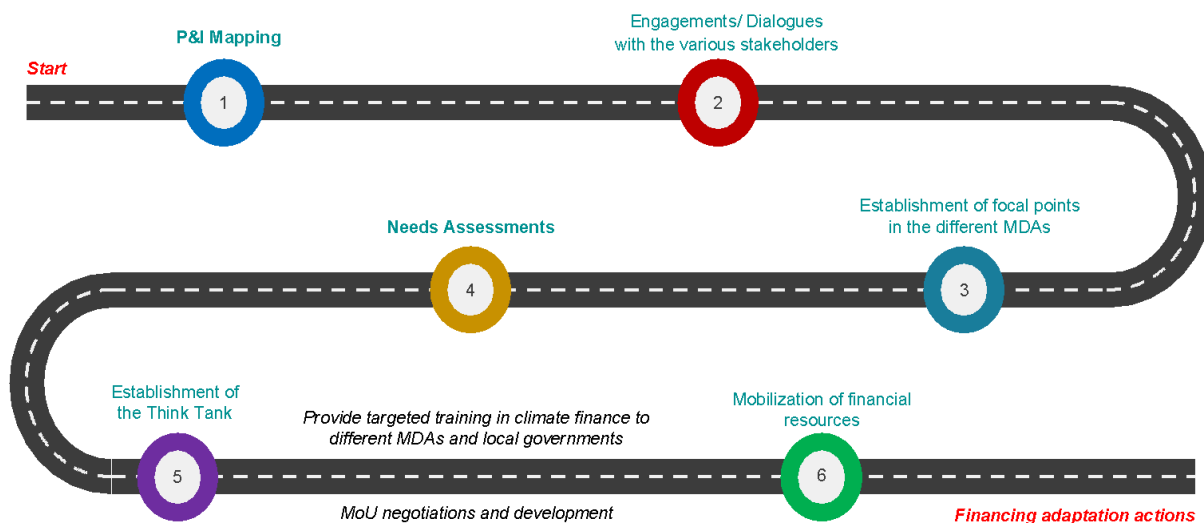 Start
P&I Mapping
1
Engagements/ Dialogues
with the various stakeholders
2
Establishment of focal points
in the different MDAs
3
Needs Assessments
4
Establishment of
the Think Tank
5
Provide targeted training in climate finance to
different MDAs and local governments
MoU negotiations and development
Mobilization of financial
resources
6
Financing adaptation actions